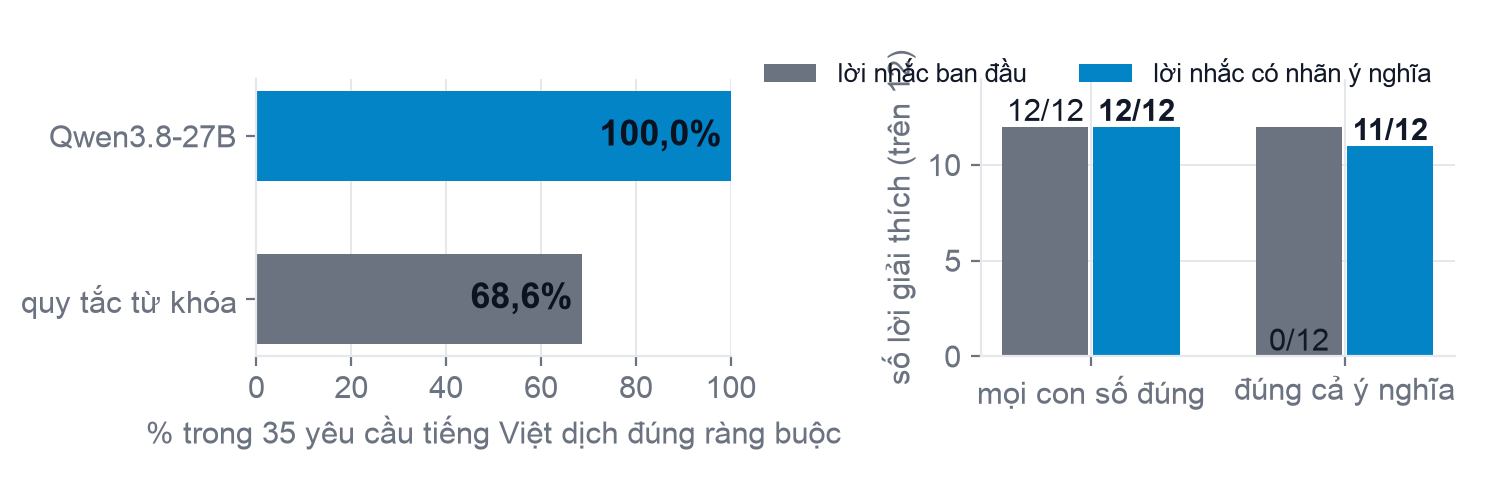 Qwen3.8-27B
quy tắc từ khóa
100,0%
68,6%
0 20 40 60 80 100
% trong 35 yêu cầu tiếng Việt dịch đúng ràng buộc
lời nhắc ban đầu
lời nhắc có nhãn ý nghĩa
số lời giải thích (trên 12)
10
5
0
12/12
12/12
0/12
11/12
mọi con số đúng
đúng cả ý nghĩa